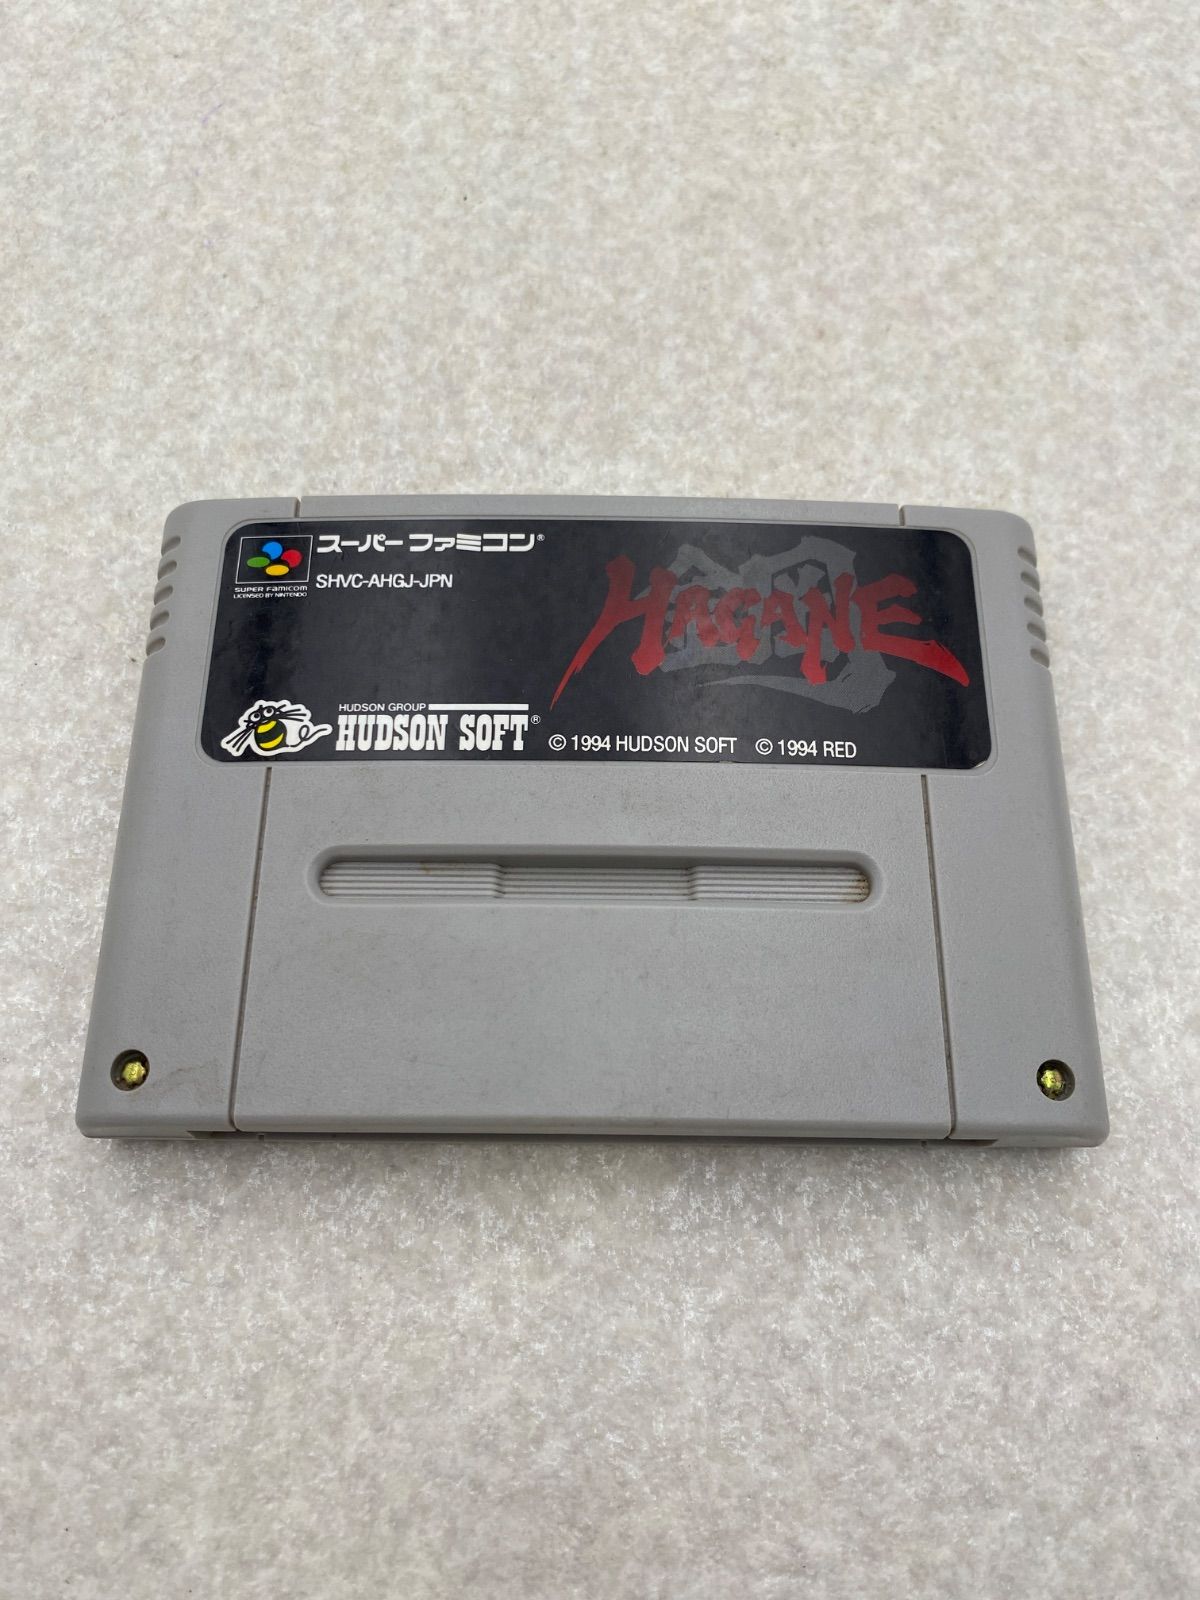 スーパーファミコン®
SHVC-AHGJ-JPN
SUPER FAMICOM
LICENSED BY NINTENDO
HAGANE
HUDSON GROUP
HUDSON SOFT®
© 1994 HUDSON SOFT © 1994 RED